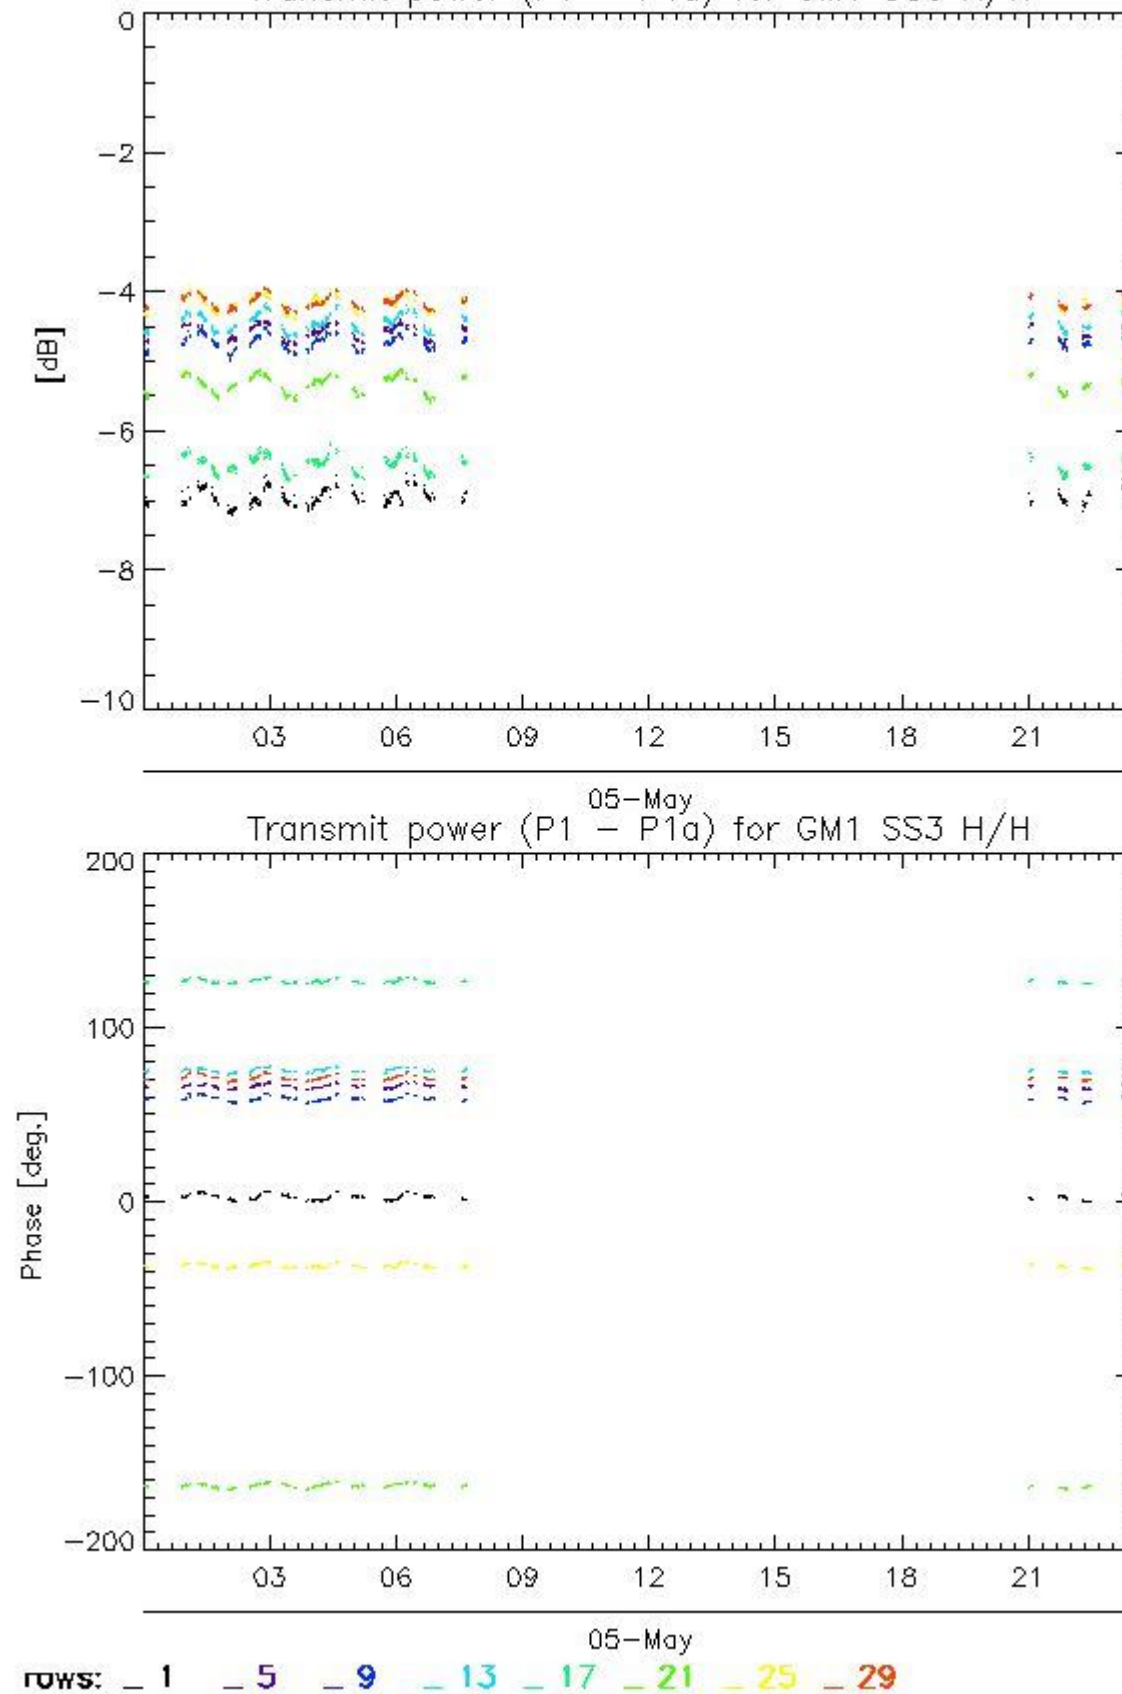 0
−2
−4
[dB]
−6
−8
−10
03 06 09 12 15 18 21
05−May
Transmit power (P1 − P1a) for GM1 SS3 H/H
200
100
Phase [deg.]
0
−100
−200
03 06 09 12 15 18 21
05−May
rows: _ 1 _ 5 _ 9 _ 13 _ 17 _ 21 _ 25 _ 29